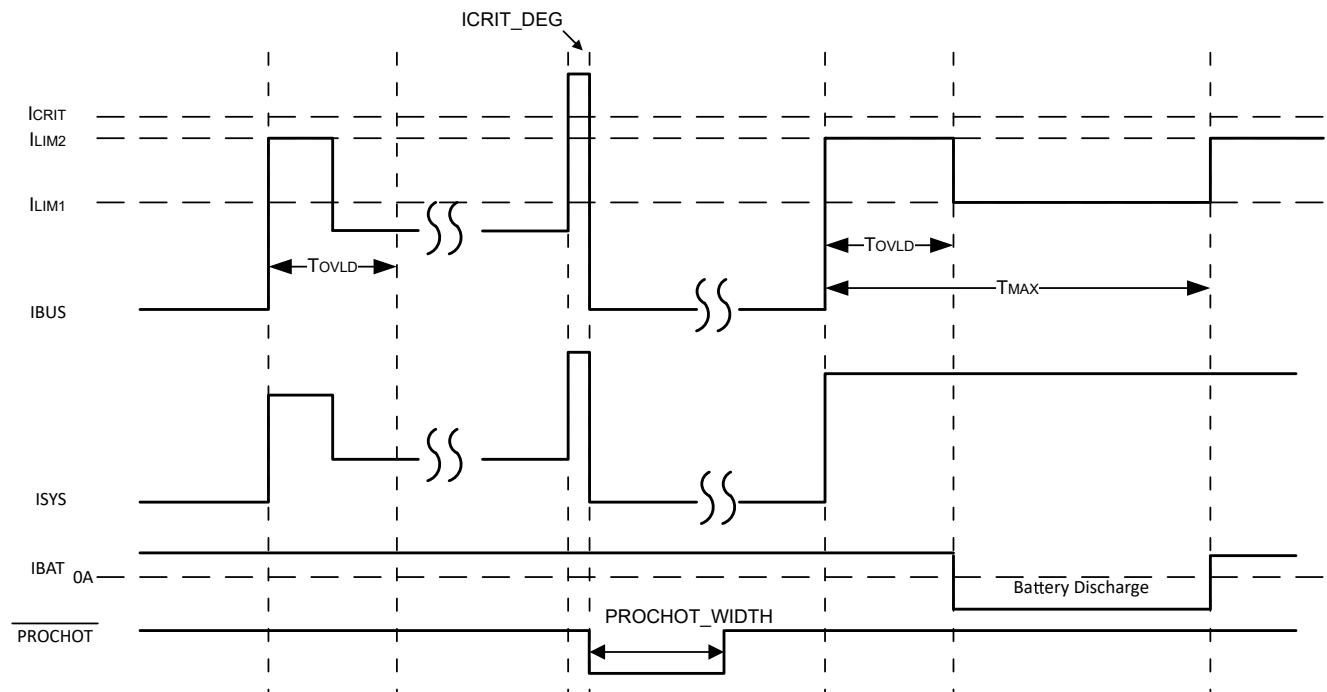 ICRIT_DEG
ICRIT
ILIM2
ILIM1
TOVLD
TOVLD
TMAX
IBUS
ISYS
IBAT
0A
Battery Discharge
PROCHOT_WIDTH
PROCHOT